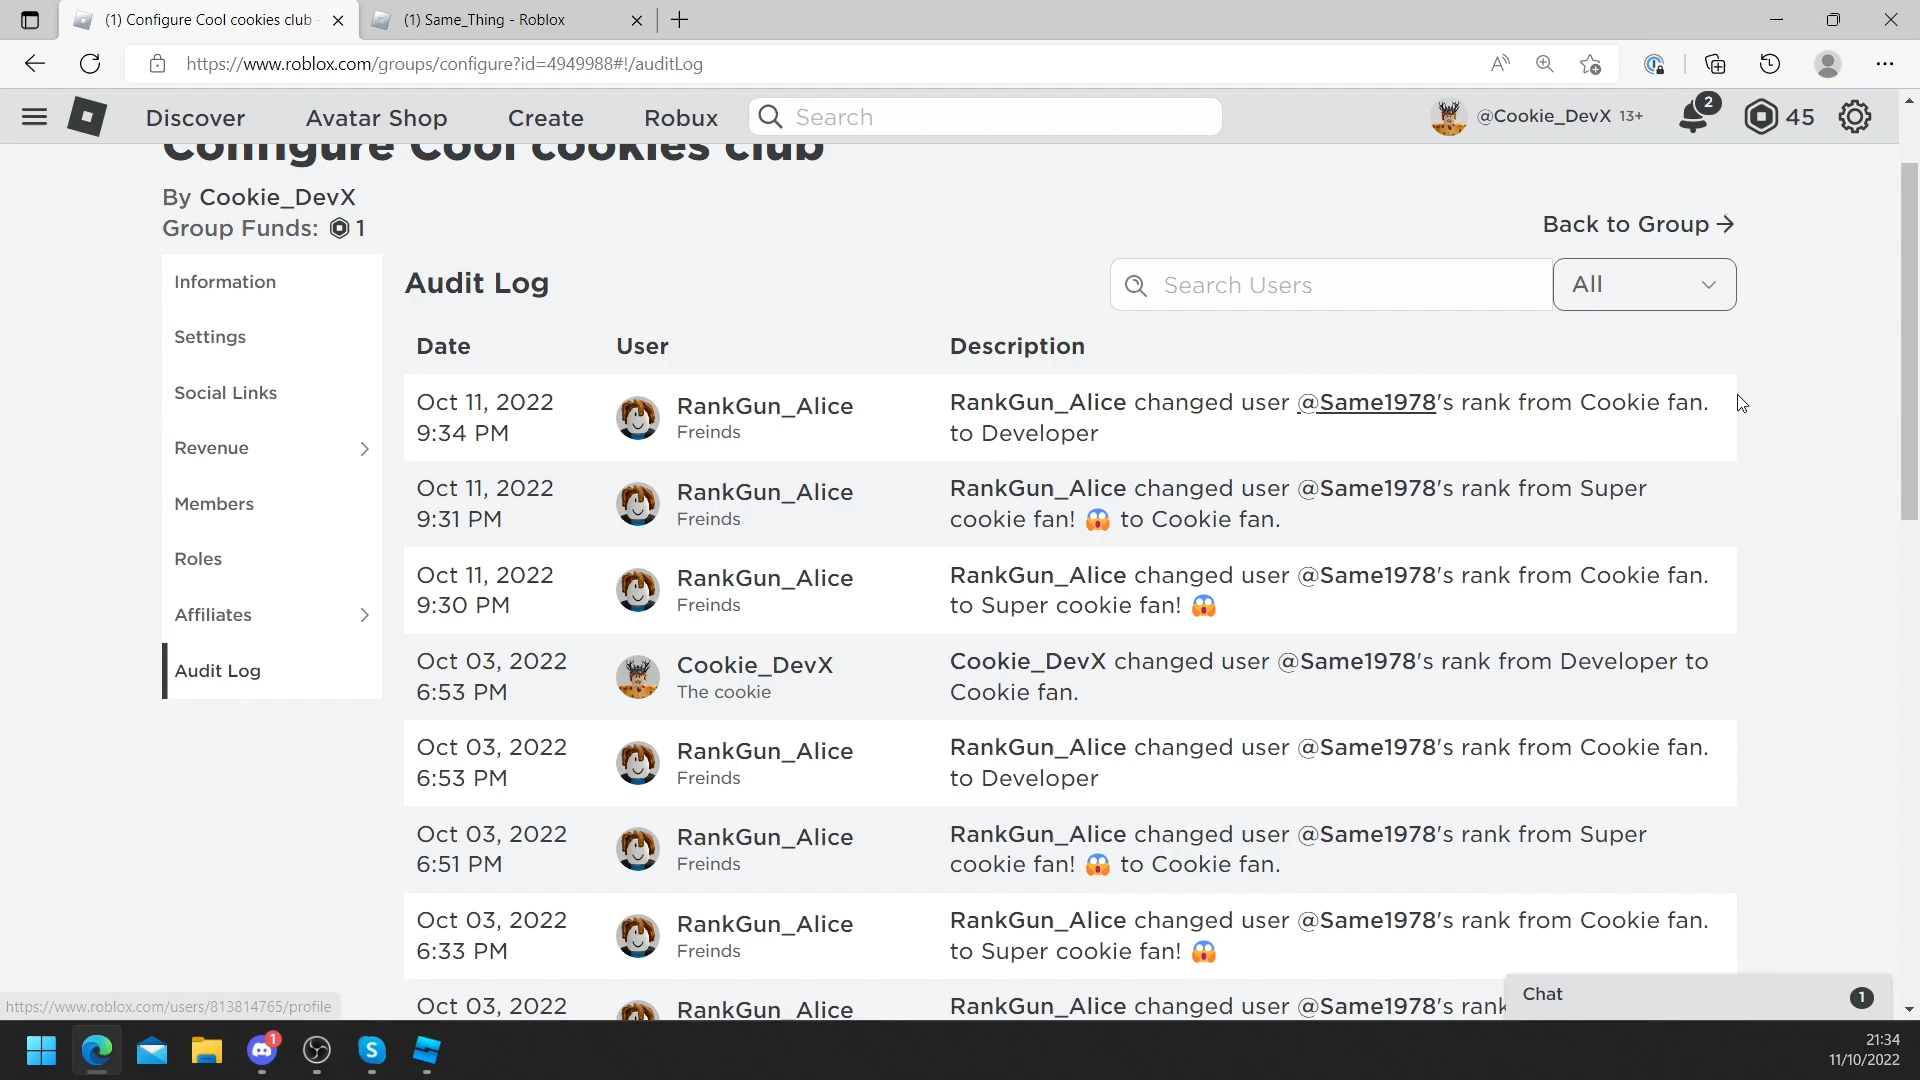 (1) Configure Cool cookies club
(1) Same_Thing - Roblox
https://www.roblox.com/groups/configure?id=4949988#!/auditLog
Discover
Avatar Shop
Create
Robux
Search
@Cookie_DevX 13+
2
45
Configure Cool cookies club
By Cookie_DevX
Group Funds: 1
Back to Group →
Information
Settings
Social Links
Revenue
Members
Roles
Affiliates
Audit Log
Audit Log
Search Users
All
Date User Description
Oct 11, 2022
9:34 PM
RankGun_Alice
Freinds
RankGun_Alice changed user @Same1978's rank from Cookie fan.
to Developer
Oct 11, 2022
9:31 PM
RankGun_Alice
Freinds
RankGun_Alice changed user @Same1978's rank from Super
cookie fan! 😱 to Cookie fan.
Oct 11, 2022
9:30 PM
RankGun_Alice
Freinds
RankGun_Alice changed user @Same1978's rank from Cookie fan.
to Super cookie fan! 😱
Oct 03, 2022
6:53 PM
Cookie_DevX
The cookie
Cookie_DevX changed user @Same1978's rank from Developer to
Cookie fan.
Oct 03, 2022
6:53 PM
RankGun_Alice
Freinds
RankGun_Alice changed user @Same1978's rank from Cookie fan.
to Developer
Oct 03, 2022
6:51 PM
RankGun_Alice
Freinds
RankGun_Alice changed user @Same1978's rank from Super
cookie fan! 😱 to Cookie fan.
Oct 03, 2022
6:33 PM
RankGun_Alice
Freinds
RankGun_Alice changed user @Same1978's rank from Cookie fan.
to Super cookie fan! 😱
Oct 03, 2022
RankGun_Alice
RankGun_Alice changed user @Same1978's rank
Chat
1
https://www.roblox.com/users/813814765/profile
1
S
21:34
11/10/2022